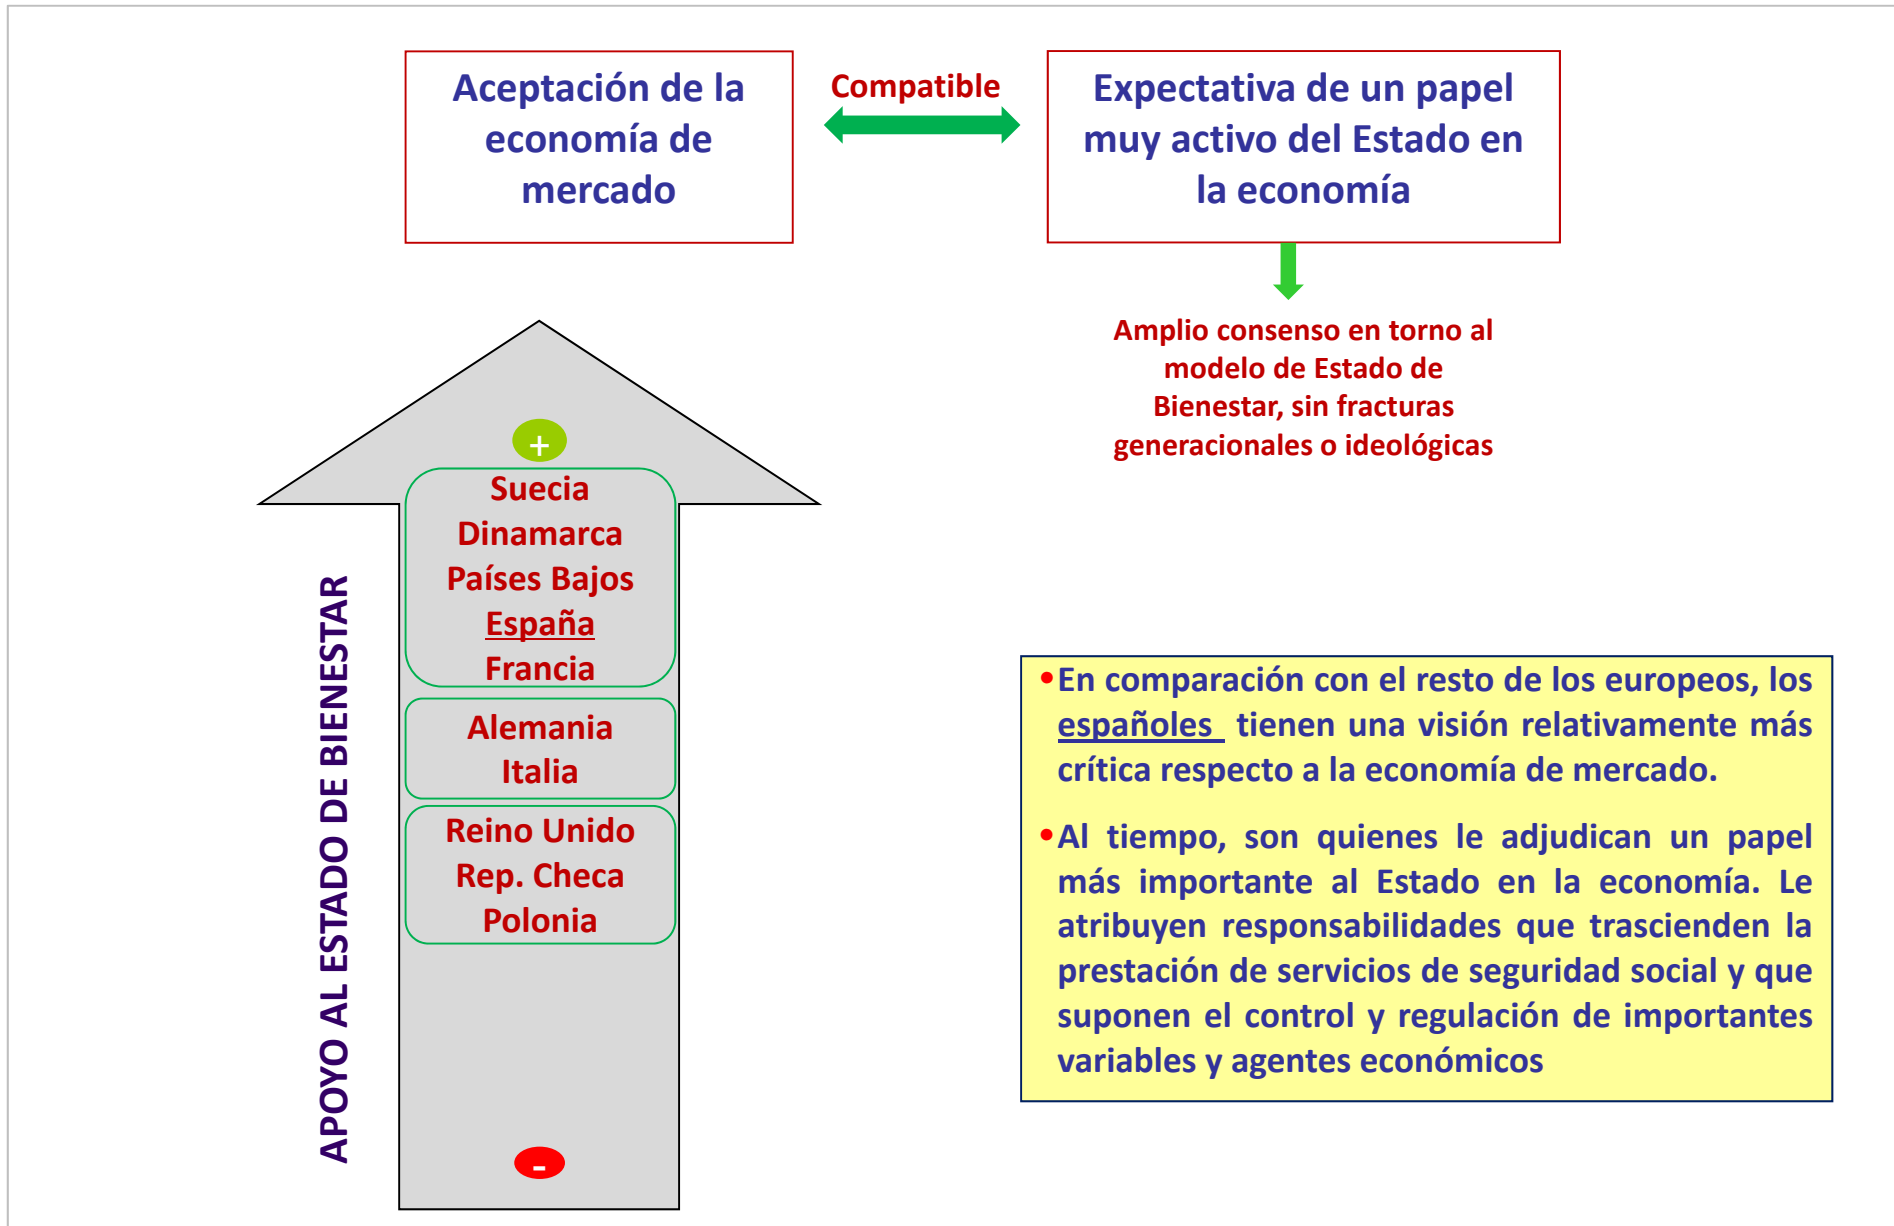 Aceptación de la
economía de
mercado
Compatible
Expectativa de un papel
muy activo del Estado en
la economía
Amplio consenso en torno al
modelo de Estado de
Bienestar, sin fracturas
generacionales o ideológicas
APOYO AL ESTADO DE BIENESTAR
+
Suecia
Dinamarca
Países Bajos
España
Francia
Alemania
Italia
Reino Unido
Rep. Checa
Polonia
-
•En comparación con el resto de los europeos, los
españoles tienen una visión relativamente más
crítica respecto a la economía de mercado.
•Al tiempo, son quienes le adjudican un papel
más importante al Estado en la economía. Le
atribuyen responsabilidades que trascienden la
prestación de servicios de seguridad social y que
suponen el control y regulación de importantes
variables y agentes económicos